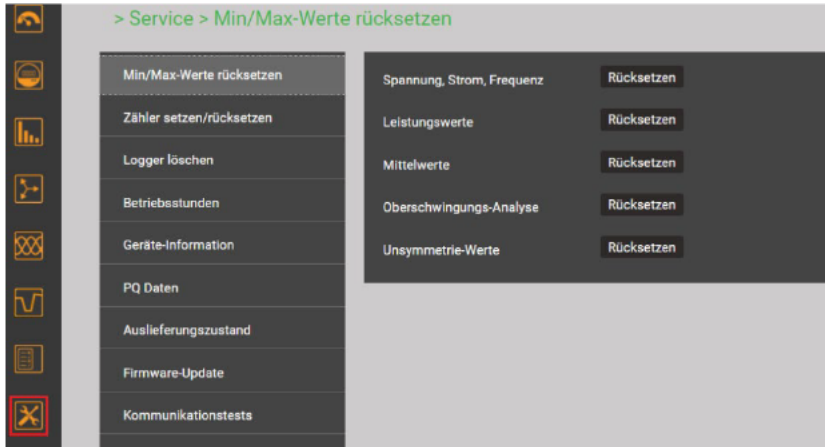 > Service > Min/Max-Werte rücksetzen
Min/Max-Werte rücksetzen
Zähler setzen/rücksetzen
Logger löschen
Betriebsstunden
Geräte-Information
PQ Daten
Auslieferungszustand
Firmware-Update
Kommunikationstests
Spannung, Strom, Frequenz Rücksetzen
Leistungswerte Rücksetzen
Mittelwerte Rücksetzen
Oberschwingungs-Analyse Rücksetzen
Unsymmetrie-Werte Rücksetzen